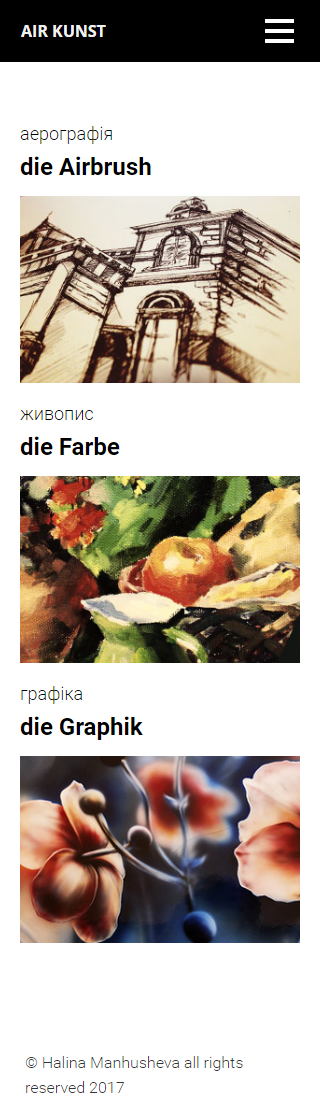 AIR KUNST
аерографія
die Airbrush
живопис
die Farbe
графіка
die Graphik
© Halina Manhusheva all rights
reserved 2017